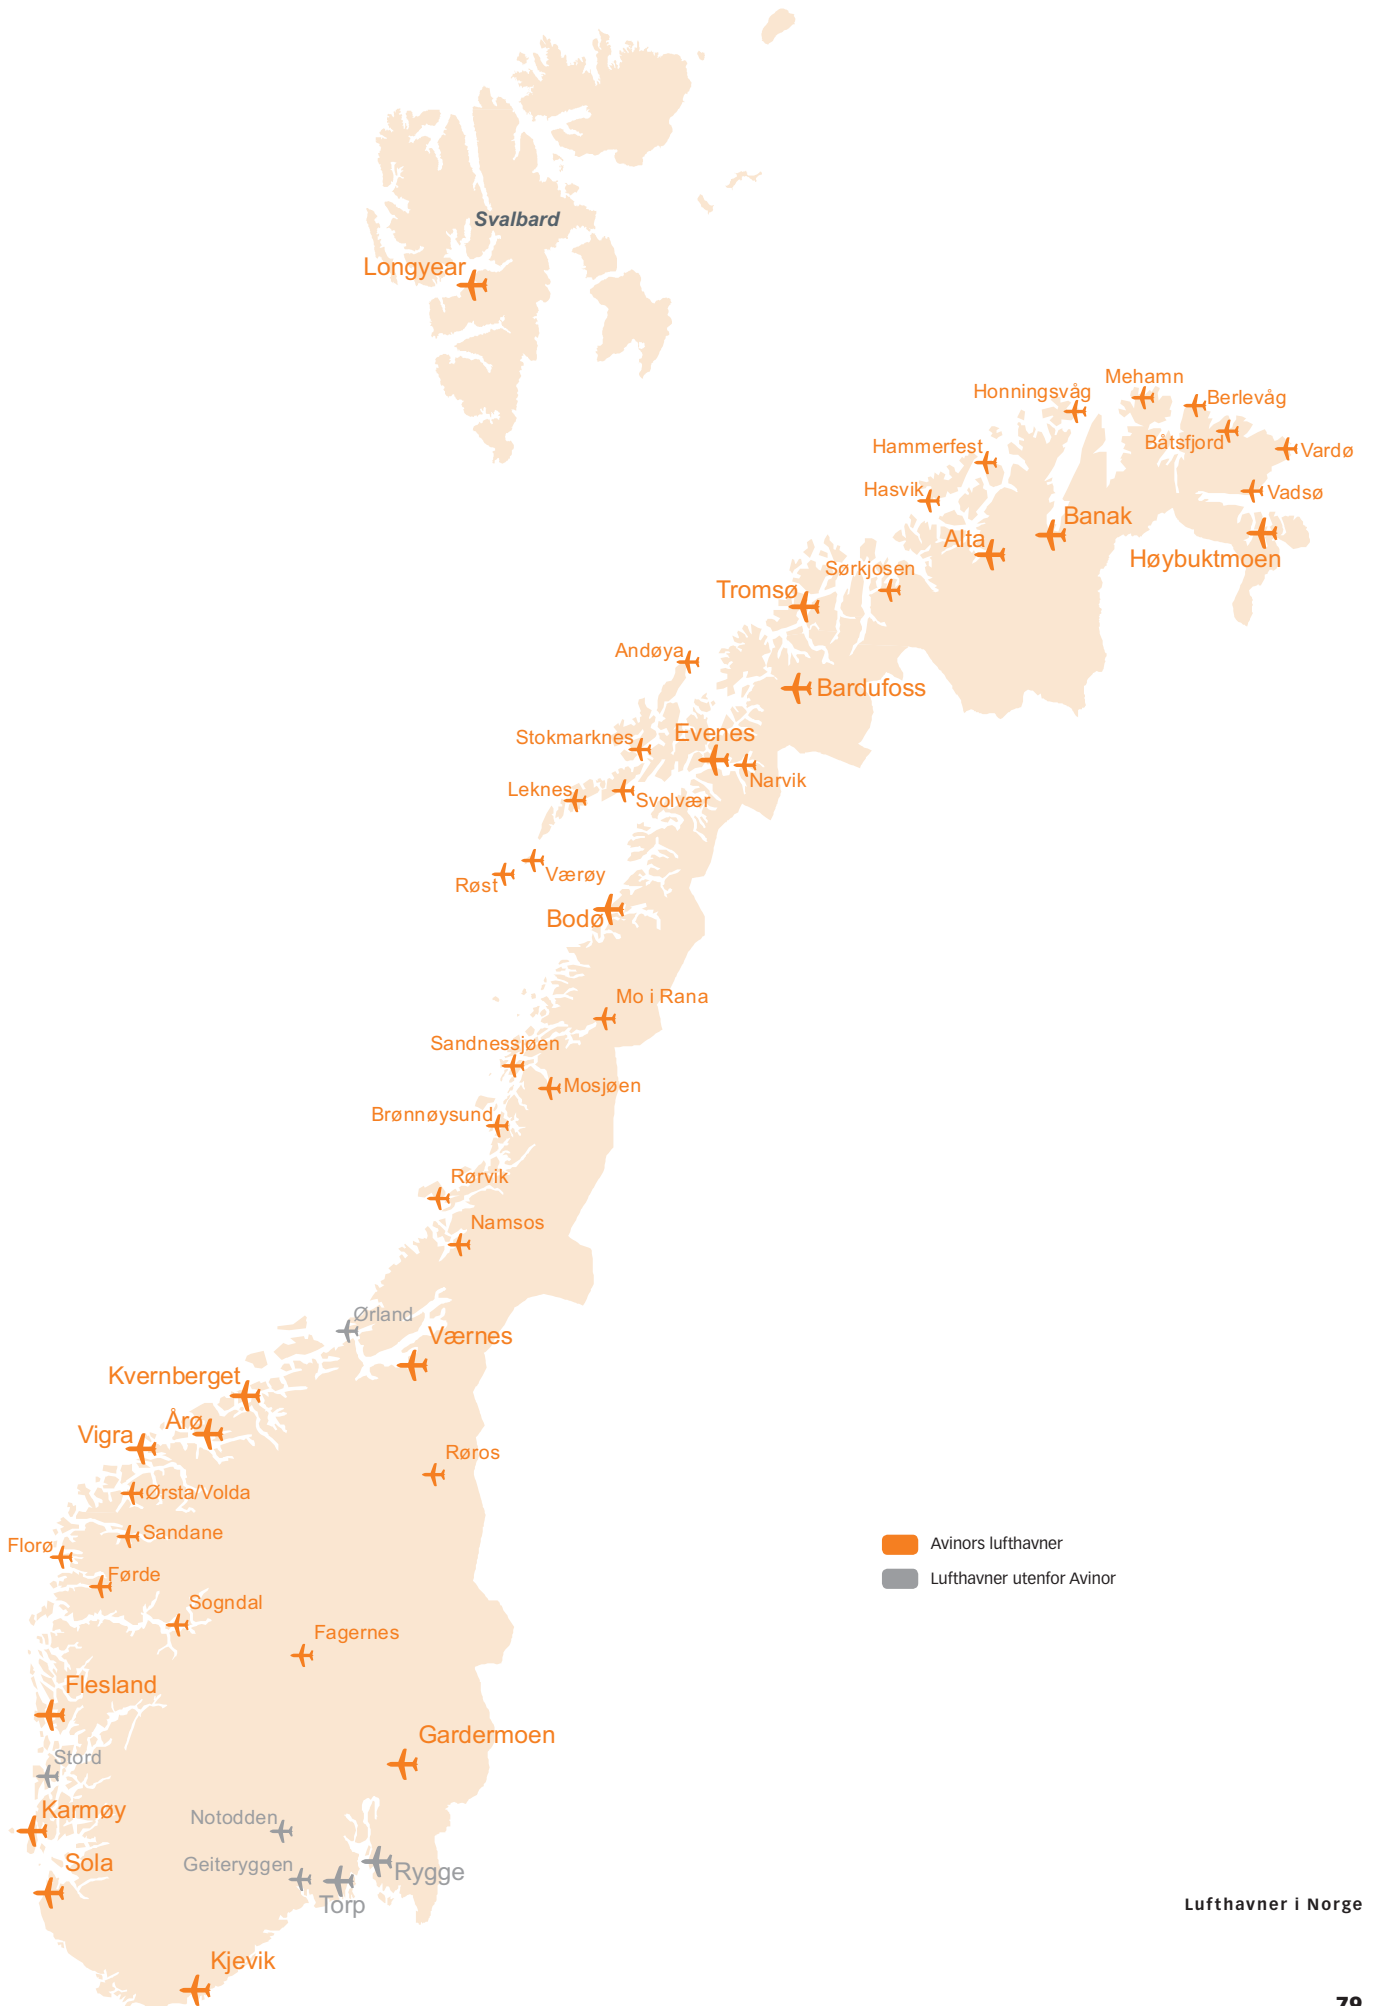 Svalbard
Longyear
Mehamn
Honningsvåg
Berlevåg
Båtsfjord
Hammerfest
Vardø
Hasvik
Vadsø
Banak
Alta
Høybuktmoen
Sørkjosen
Tromsø
Andøya
Bardufoss
Evenes
Stokmarknes
Narvik
Leknes
Svolvær
Værøy
Røst
Bodø
Mo i Rana
Sandnessjøen
Mosjøen
Brønnøysund
Rørvik
Namsos
Ørland
Værnes
Kvernberget
Årø
Vigra
Røros
Ørsta/Volda
Sandane
Florø
Førde
Avinors lufthavner
Lufthavner utenfor Avinor
Sogndal
Fagernes
Flesland
Gardermoen
Stord
Karmøy
Notodden
Sola
Geiteryggen
Rygge
Torp
Lufthavner i Norge
Kjevik
79